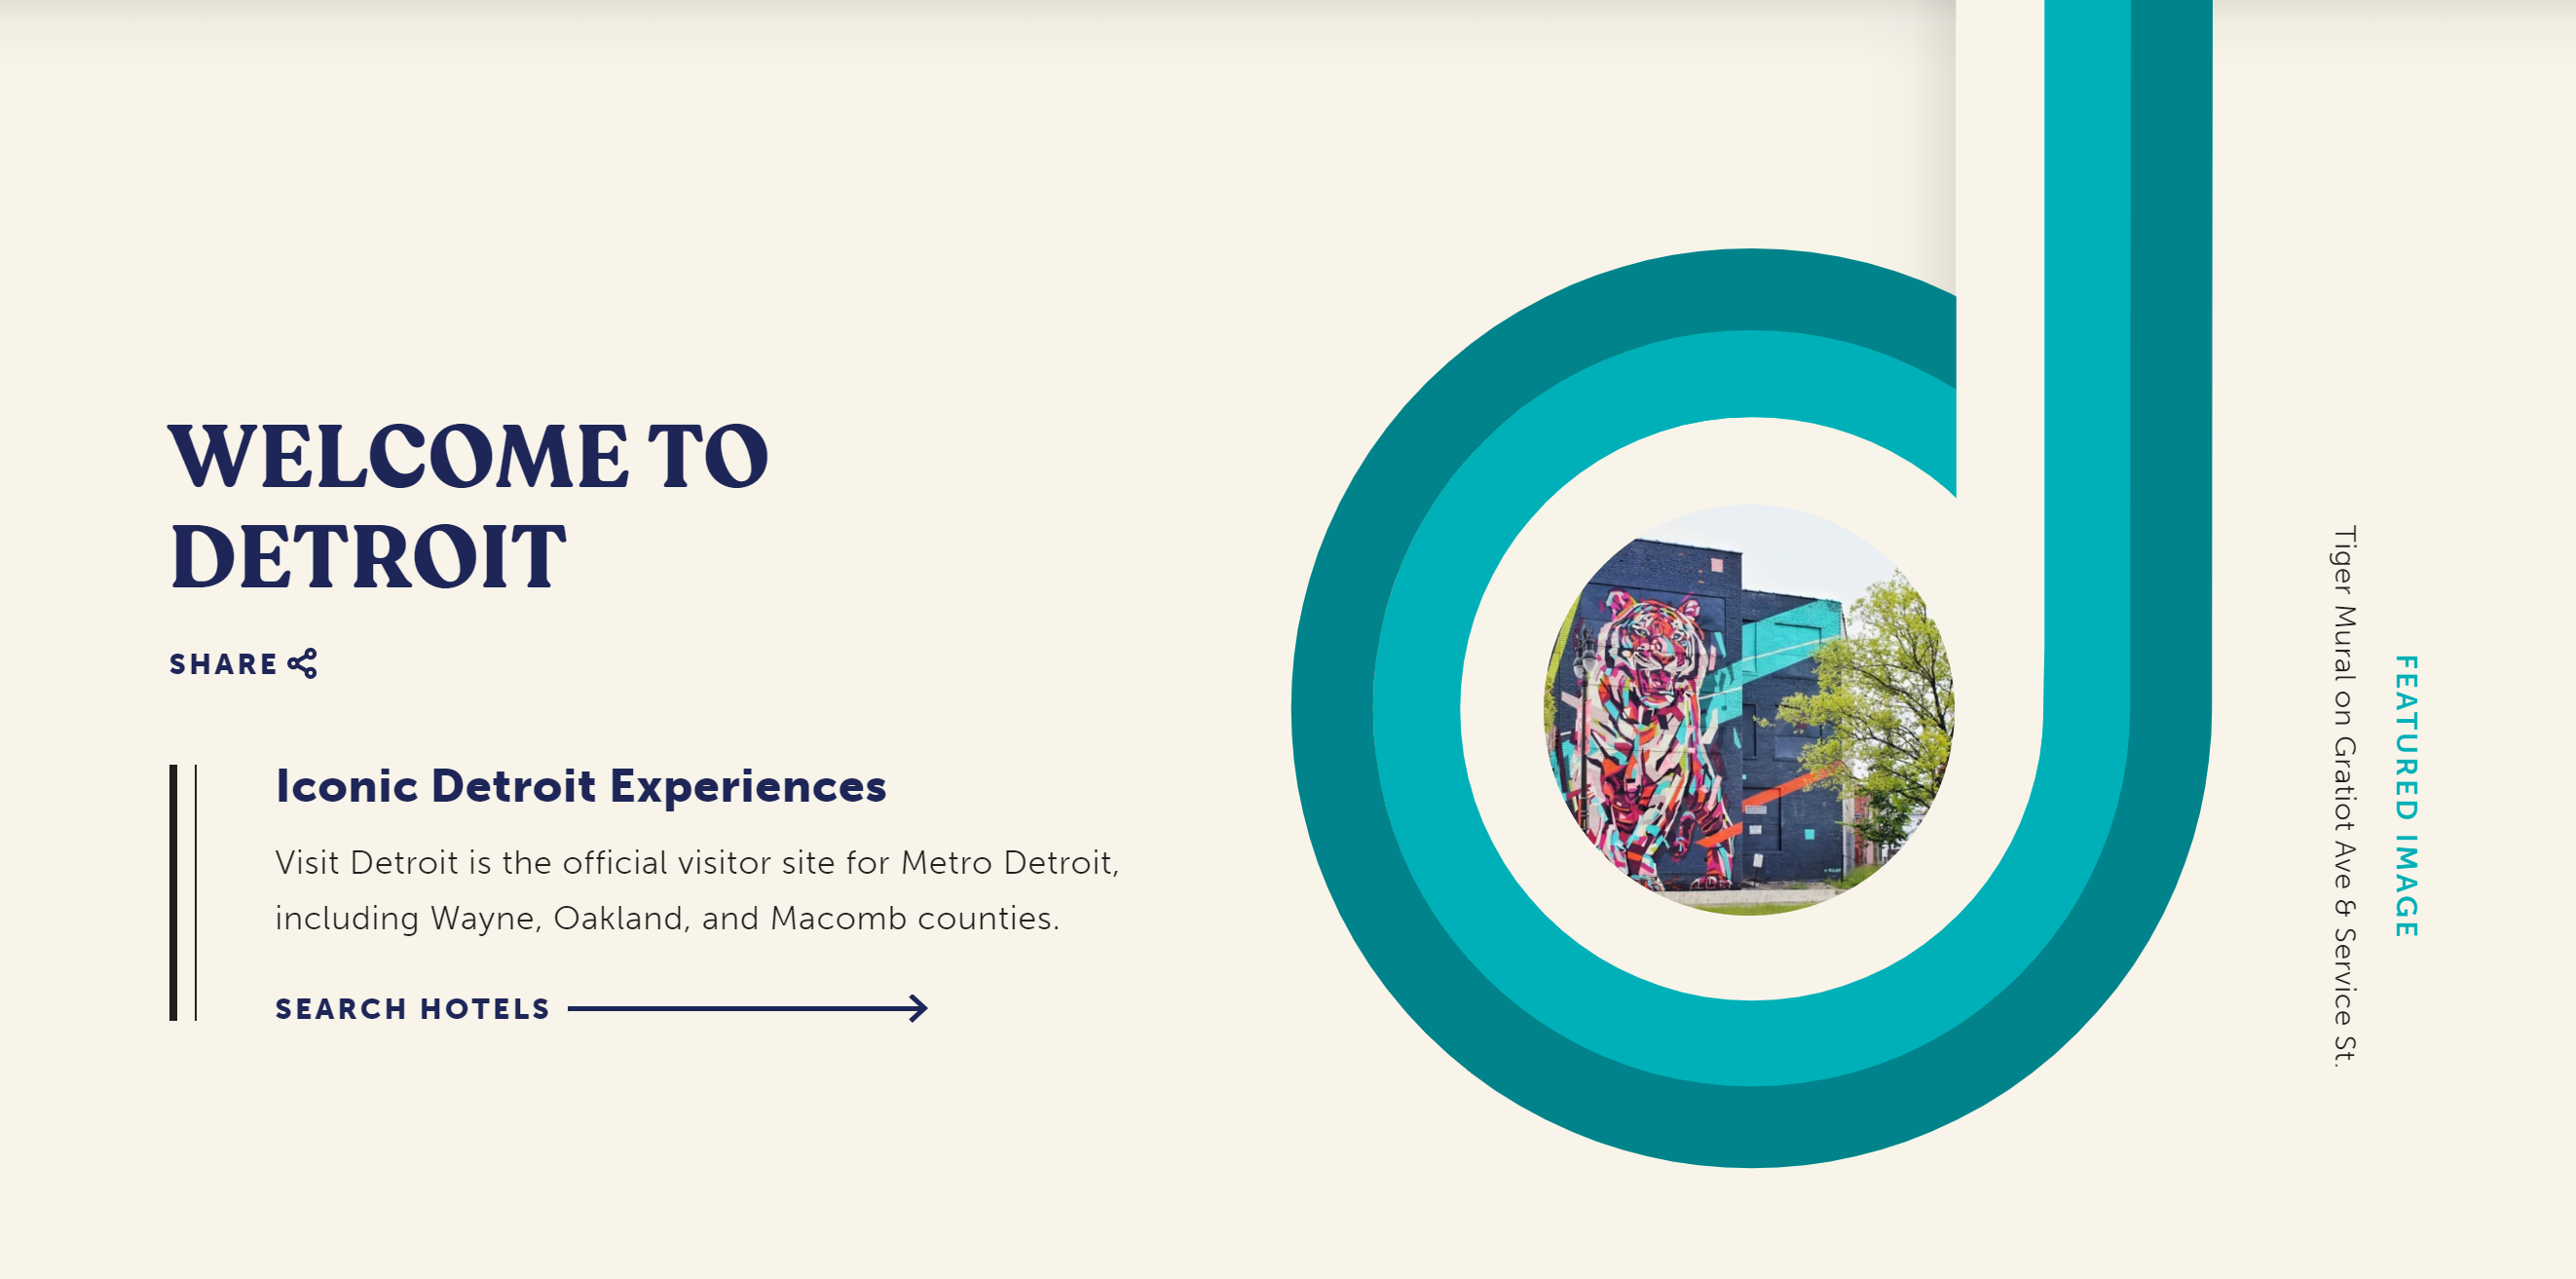 WELCOME TO
DETROIT
SHARE
Iconic Detroit Experiences
Visit Detroit is the official visitor site for Metro Detroit,
including Wayne, Oakland, and Macomb counties.
SEARCH HOTELS
FEATURED IMAGE
Tiger Mural on Gratiot Ave & Service St.